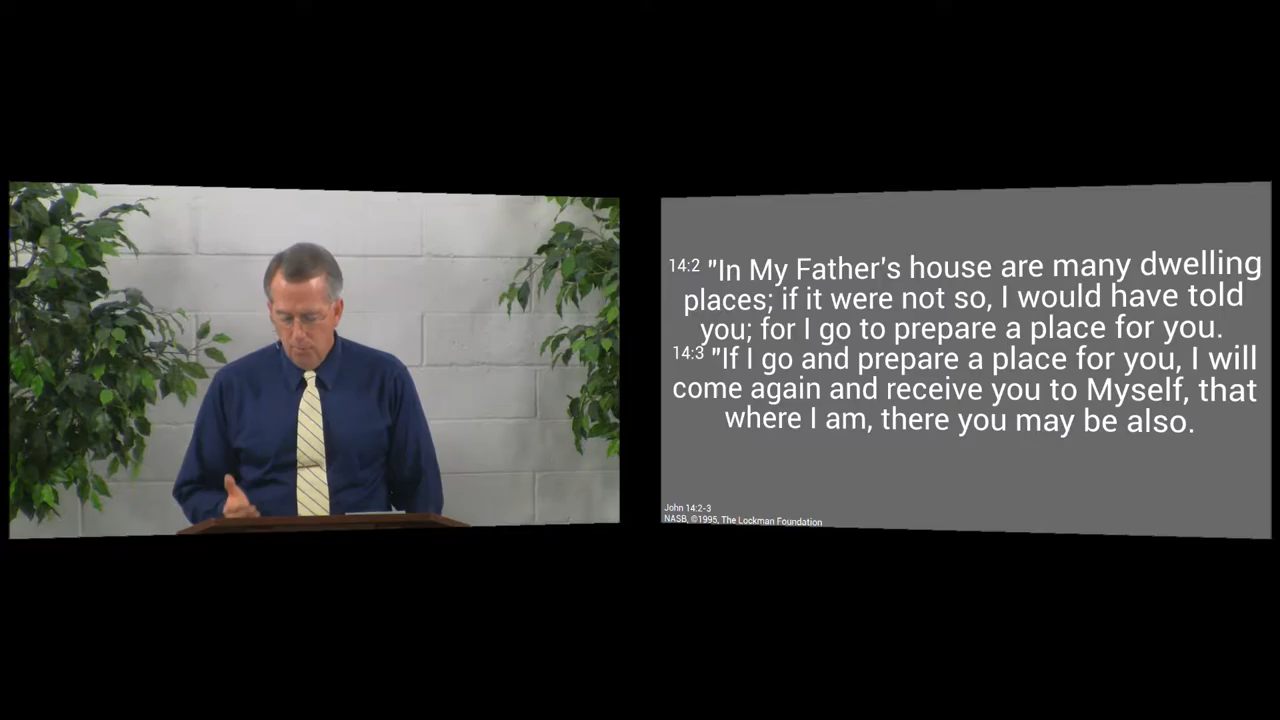 14:2 "In My Father's house are many dwelling
places; if it were not so, I would have told
you; for I go to prepare a place for you.
14:3 "If I go and prepare a place for you, I will
come again and receive you to Myself, that
where I am, there you may be also.
John 14:2-3
NASB, ©1995, The Lockman Foundation